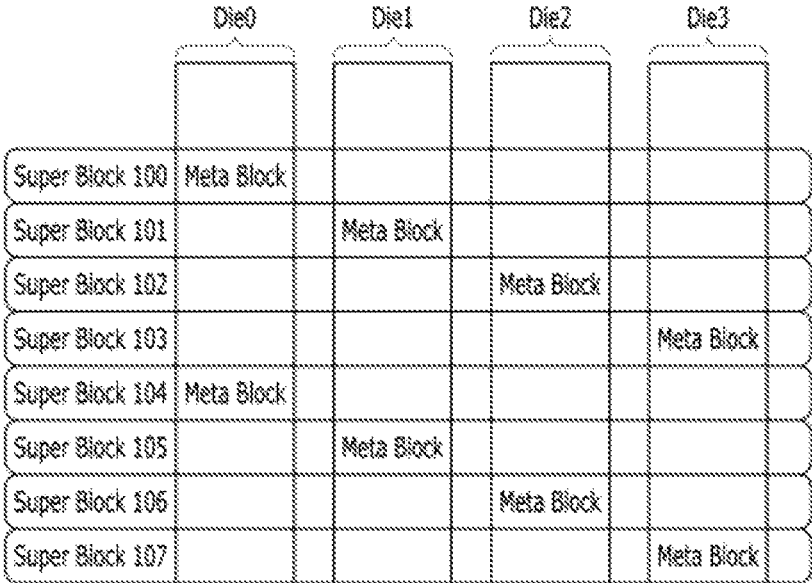 Die0 Die1 Die2 Die3
Super Block 100 Meta Block
Super Block 101 Meta Block
Super Block 102 Meta Block
Super Block 103 Meta Block
Super Block 104 Meta Block
Super Block 105 Meta Block
Super Block 106 Meta Block
Super Block 107 Meta Block